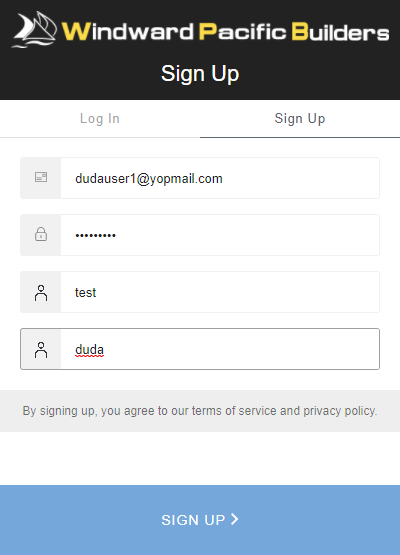 Windward Pacific Builders
Sign Up
Log In
Sign Up
dudauser1@yopmail.com
•••••••••
test
duda
By signing up, you agree to our terms of service and privacy policy.
SIGN UP